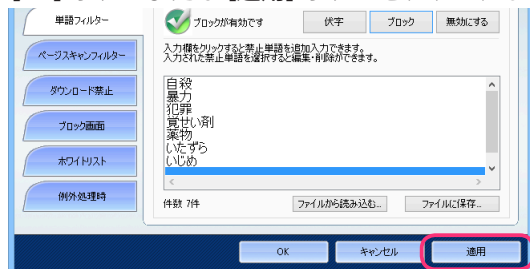 単語フィルター
ブロックが有効です
伏字
ブロック
無効にする
ページスキャンフィルター
入力欄をクリックすると禁止単語を追加入力できます。
入力された禁止単語を選択すると編集・削除ができます。
ダウンロード禁止
自殺
暴力
犯罪
覚せい剤
薬物
いたずら
いじめ
ブロック画面
ホワイトリスト
例外処理時
件数 7件
ファイルから読み込む...
ファイルに保存...
OK
キャンセル
適用